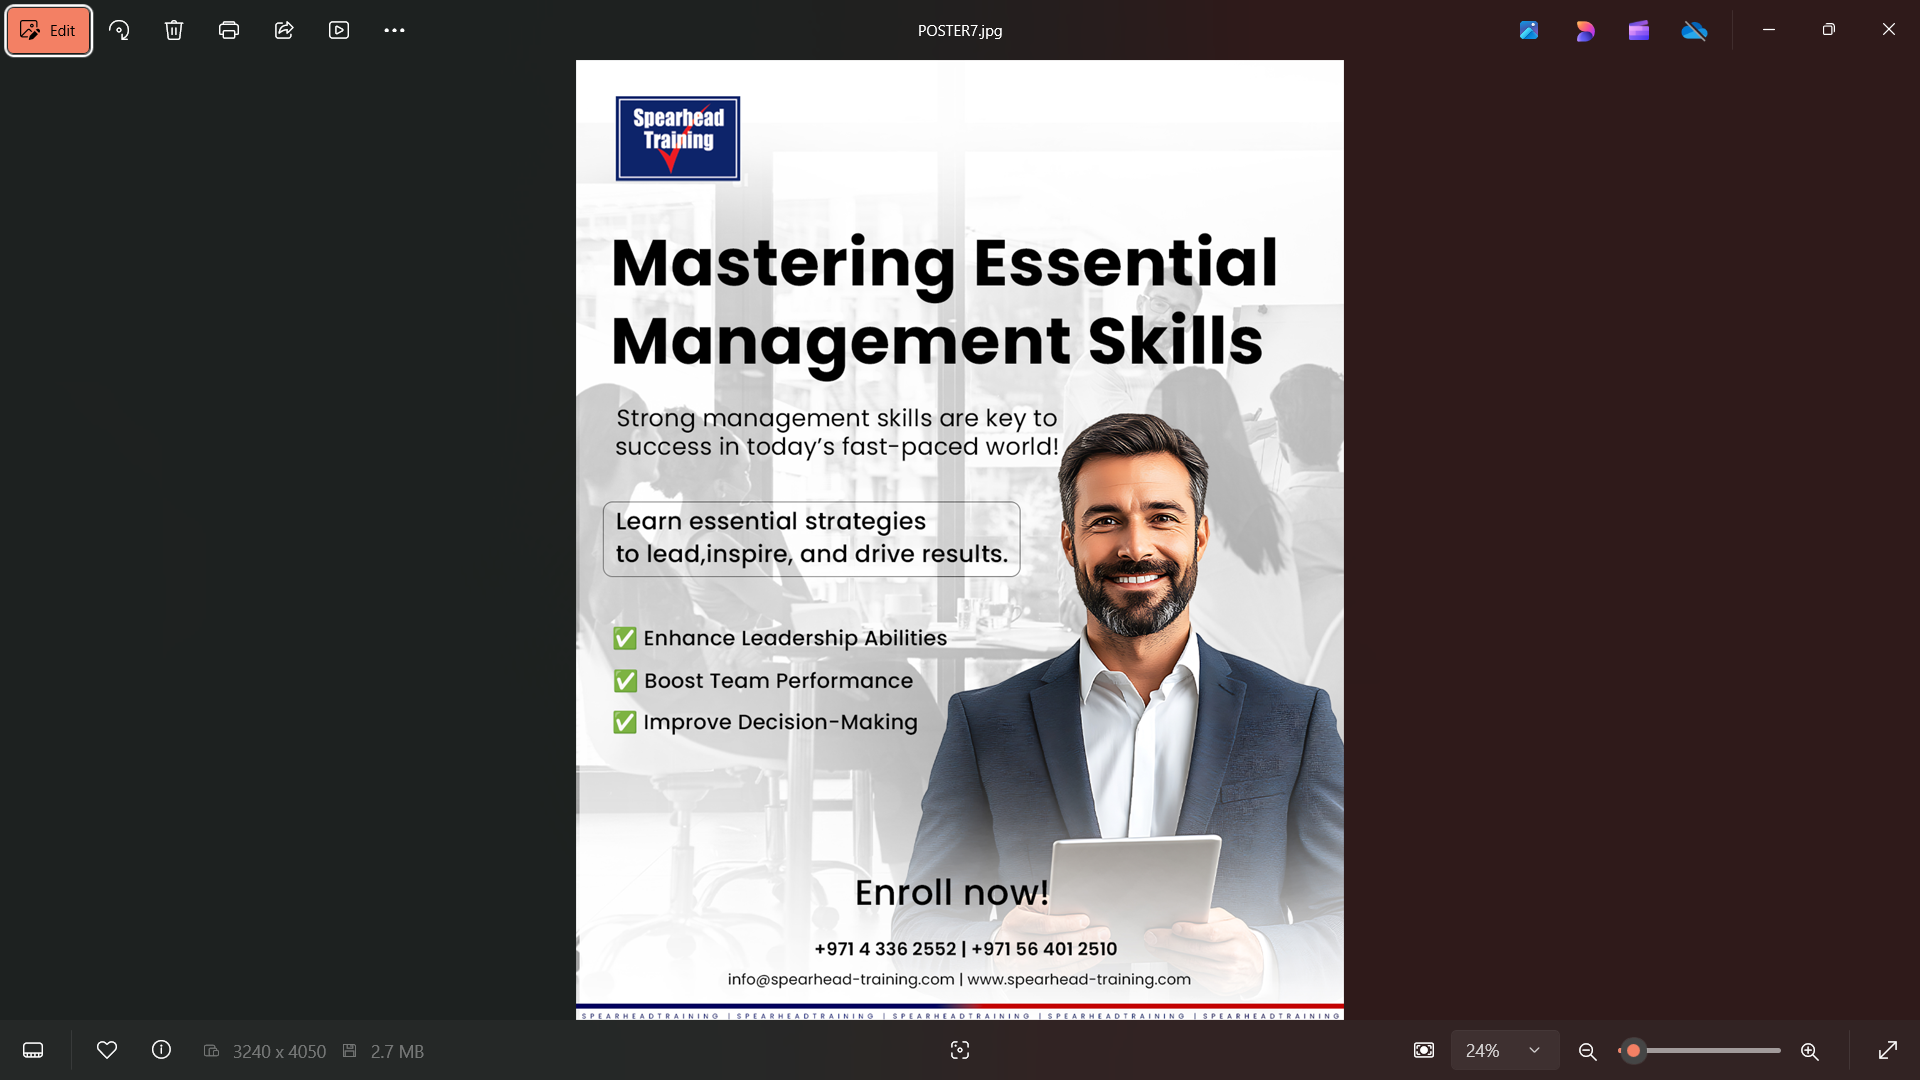 Edit
POSTER7.jpg
Spearhead
Training
Mastering Essential
Management Skills
Strong management skills are key to
success in today’s fast-paced world!
Learn essential strategies
to lead,inspire, and drive results.
✅ Enhance Leadership Abilities
✅ Boost Team Performance
✅ Improve Decision-Making
Enroll now!
+971 4 336 2552 | +971 56 401 2510
info@spearhead-training.com | www.spearhead-training.com
SPEARHEADTRAINING | SPEARHEADTRAINING | SPEARHEADTRAINING | SPEARHEADTRAINING | SPEARHEADTRAINING
3240 x 4050 2.7 MB 24%